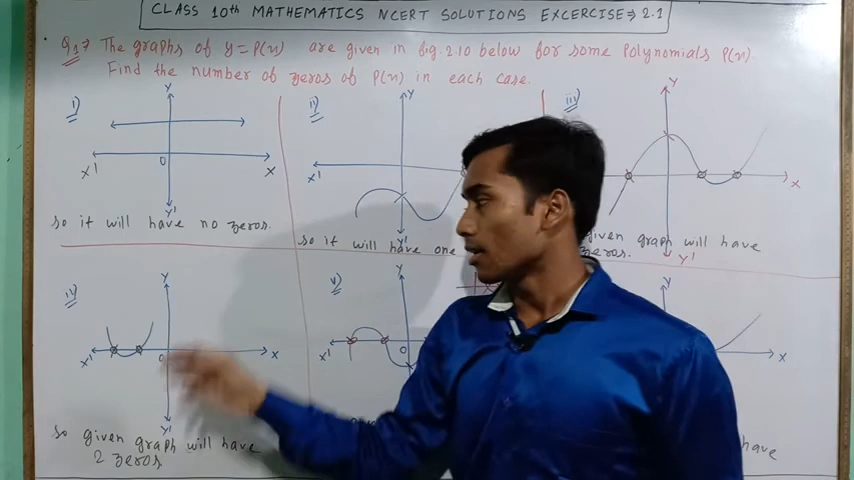 CLASS 10th MATHEMATICS NCERT SOLUTIONS EXCERCISE⇒ 2.1
Q.1⇒ The graphs of y = P(x) are given in fig. 2.10 below for some Polynomials P(x).
Find the number of zeros of P(x) in each case.
i)
Y
X'
O
X
Y'
so it will have no zeros.
ii)
Y
X'
Y'
so it will have one
iii)
Y
X
Y'
given graph will have
zeros.
iv)
Y
X'
O
X
Y'
so given graph will have
2 zeros
v)
Y
X'
O
Y
X
have